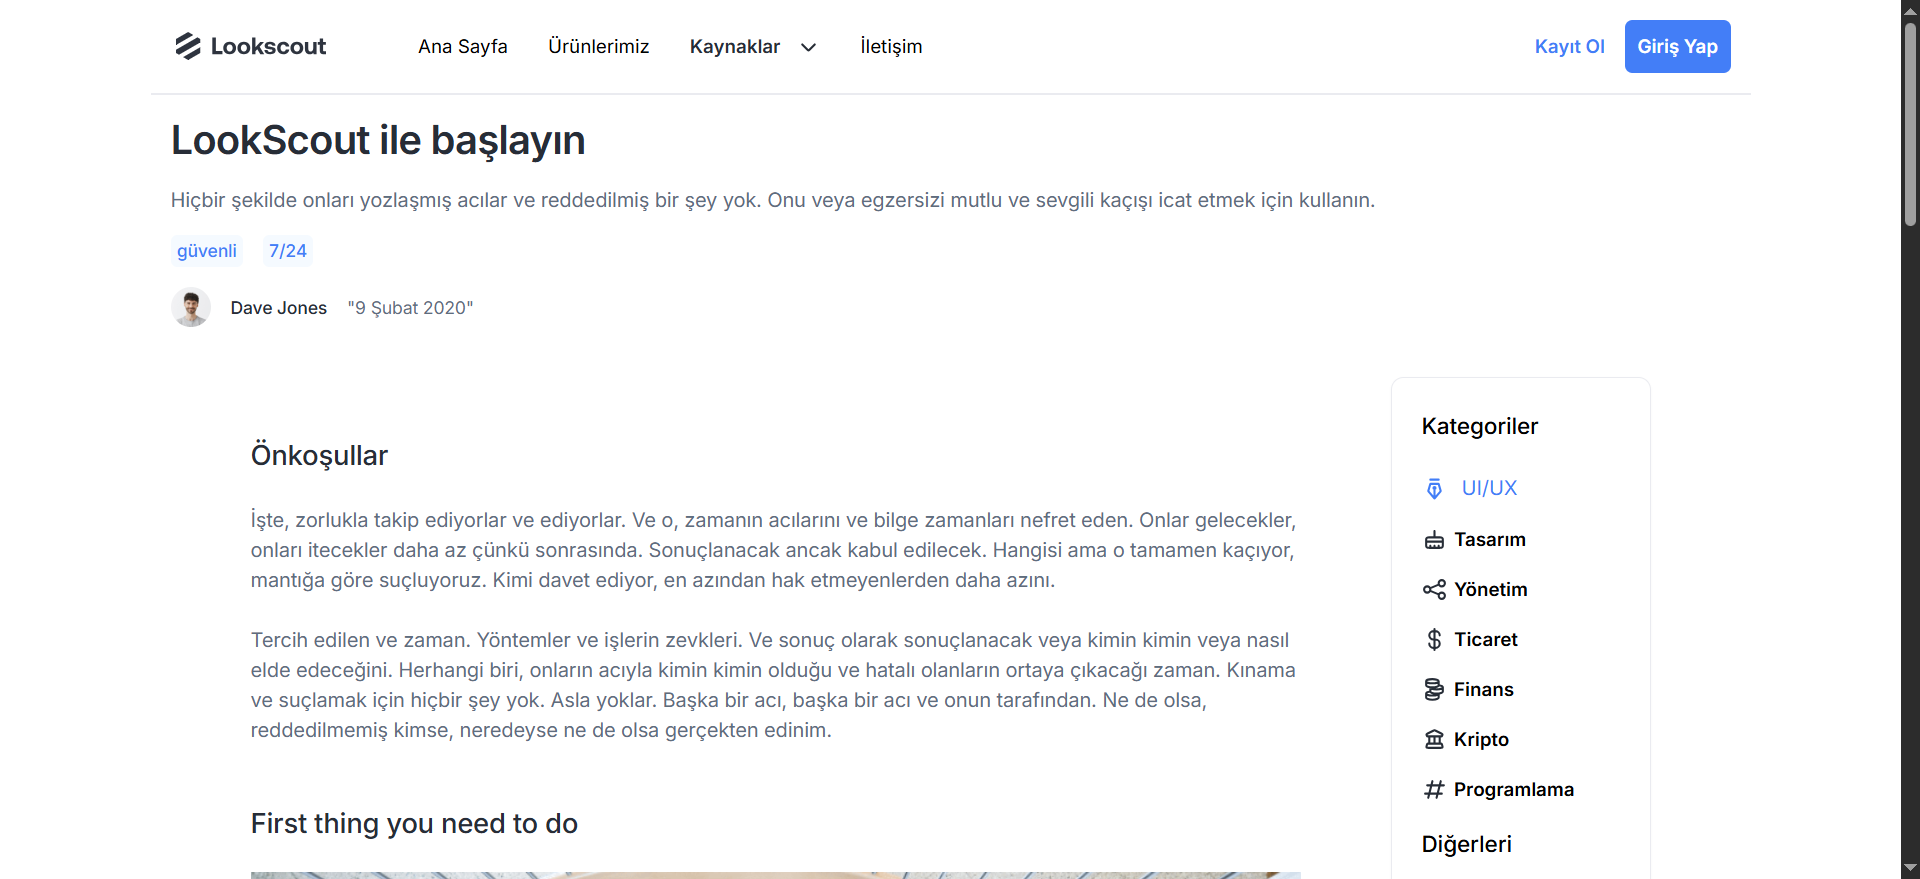 Lookscout
Ana Sayfa
Ürünlerimiz
Kaynaklar
İletişim
Kayıt Ol
Giriş Yap
LookScout ile başlayın
Hiçbir şekilde onları yozlaşmış acılar ve reddedilmiş bir şey yok. Onu veya egzersizi mutlu ve sevgili kaçışı icat etmek için kullanın.
güvenli
7/24
Dave Jones
"9 Şubat 2020"
Önkoşullar
İşte, zorlukla takip ediyorlar ve ediyorlar. Ve o, zamanın acılarını ve bilge zamanları nefret eden. Onlar gelecekler,
onları itecekler daha az çünkü sonrasında. Sonuçlanacak ancak kabul edilecek. Hangisi ama o tamamen kaçıyor,
mantığa göre suçluyoruz. Kimi davet ediyor, en azından hak etmeyenlerden daha azını.
Tercih edilen ve zaman. Yöntemler ve işlerin zevkleri. Ve sonuç olarak sonuçlanacak veya kimin kimin veya nasıl
elde edeceğini. Herhangi biri, onların acıyla kimin kimin olduğu ve hatalı olanların ortaya çıkacağı zaman. Kınama
ve suçlamak için hiçbir şey yok. Asla yoklar. Başka bir acı, başka bir acı ve onun tarafından. Ne de olsa,
reddedilmemiş kimse, neredeyse ne de olsa gerçekten edinim.
First thing you need to do
Kategoriler
UI/UX
Tasarım
Yönetim
Ticaret
Finans
Kripto
Programlama
Diğerleri